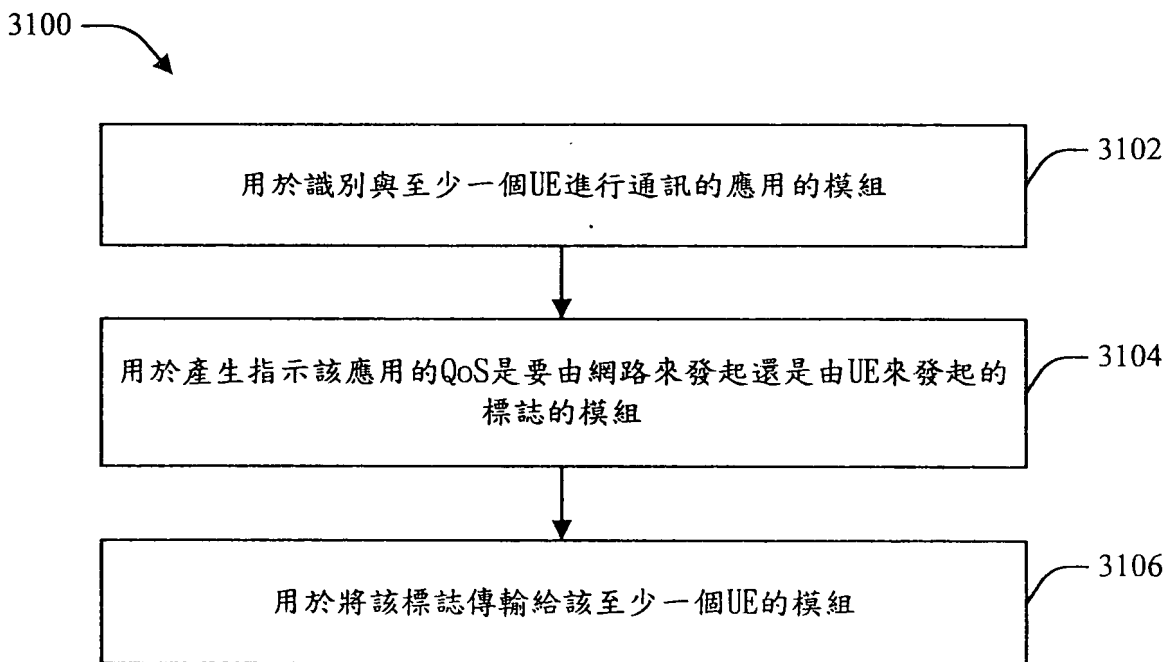 3100
用於識別與至少一個UE進行通訊的應用的模組
3102
用於產生指示該應用的QoS是要由網路來發起還是由UE來發起的
標誌的模組
3104
用於將該標誌傳輸給該至少一個UE的模組
3106